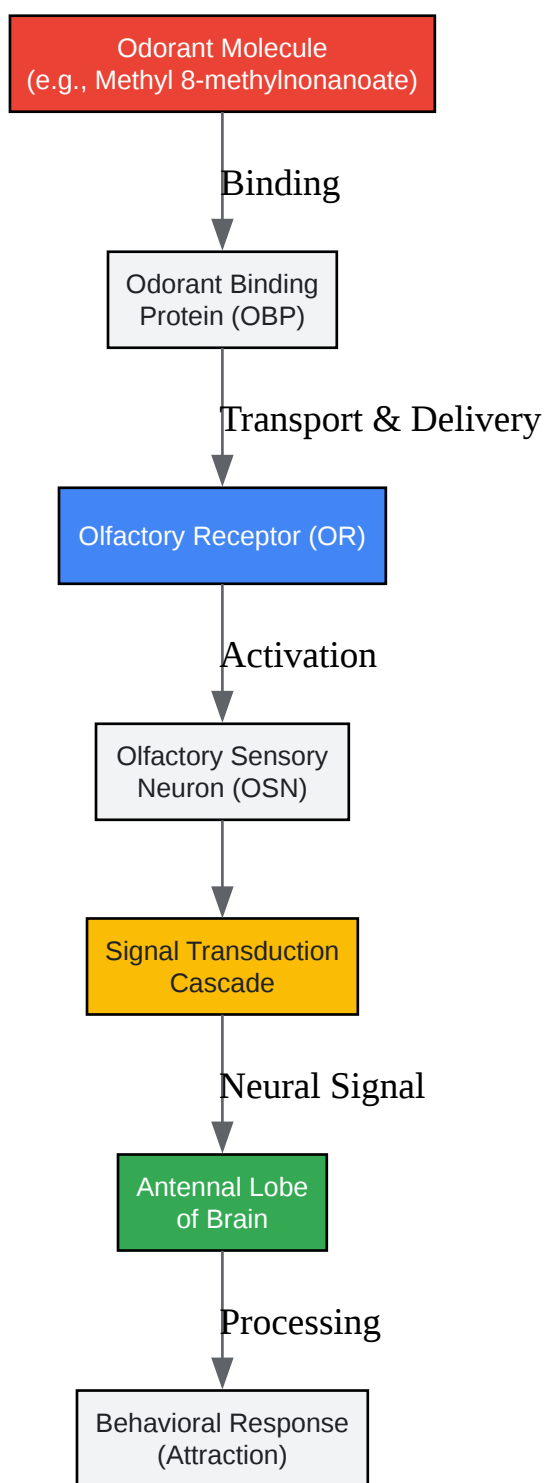 Odorant Molecule
(e.g., Methyl 8-methylnonanoate)
Binding
Odorant Binding
Protein (OBP)
Transport & Delivery
Olfactory Receptor (OR)
Activation
Olfactory Sensory
Neuron (OSN)
Signal Transduction
Cascade
Neural Signal
Antennal Lobe
of Brain
Processing
Behavioral Response
(Attraction)